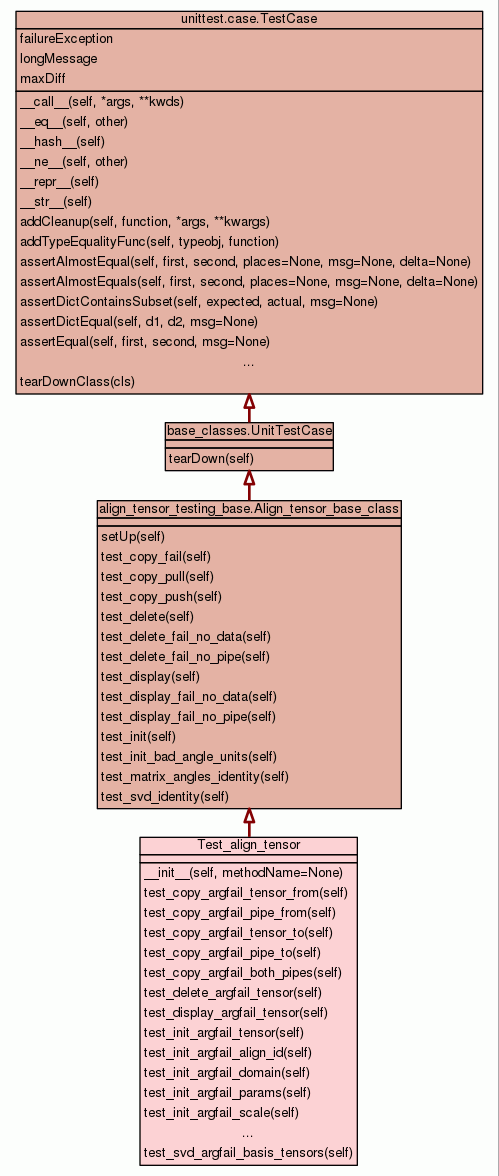 unittest.case.TestCase
failureException
longMessage
maxDiff
__call__(self, *args, **kwds)
__eq__(self, other)
__hash__(self)
__ne__(self, other)
__repr__(self)
__str__(self)
addCleanup(self, function, *args, **kwargs)
addTypeEqualityFunc(self, typeobj, function)
assertAlmostEqual(self, first, second, places=None, msg=None, delta=None)
assertAlmostEquals(self, first, second, places=None, msg=None, delta=None)
assertDictContainsSubset(self, expected, actual, msg=None)
assertDictEqual(self, d1, d2, msg=None)
assertEqual(self, first, second, msg=None)
...
tearDownClass(cls)
base_classes.UnitTestCase
tearDown(self)
align_tensor_testing_base.Align_tensor_base_class
setUp(self)
test_copy_fail(self)
test_copy_pull(self)
test_copy_push(self)
test_delete(self)
test_delete_fail_no_data(self)
test_delete_fail_no_pipe(self)
test_display(self)
test_display_fail_no_data(self)
test_display_fail_no_pipe(self)
test_init(self)
test_init_bad_angle_units(self)
test_matrix_angles_identity(self)
test_svd_identity(self)
Test_align_tensor
__init__(self, methodName=None)
test_copy_argfail_tensor_from(self)
test_copy_argfail_pipe_from(self)
test_copy_argfail_tensor_to(self)
test_copy_argfail_pipe_to(self)
test_copy_argfail_both_pipes(self)
test_delete_argfail_tensor(self)
test_display_argfail_tensor(self)
test_init_argfail_tensor(self)
test_init_argfail_align_id(self)
test_init_argfail_domain(self)
test_init_argfail_params(self)
test_init_argfail_scale(self)
...
test_svd_argfail_basis_tensors(self)